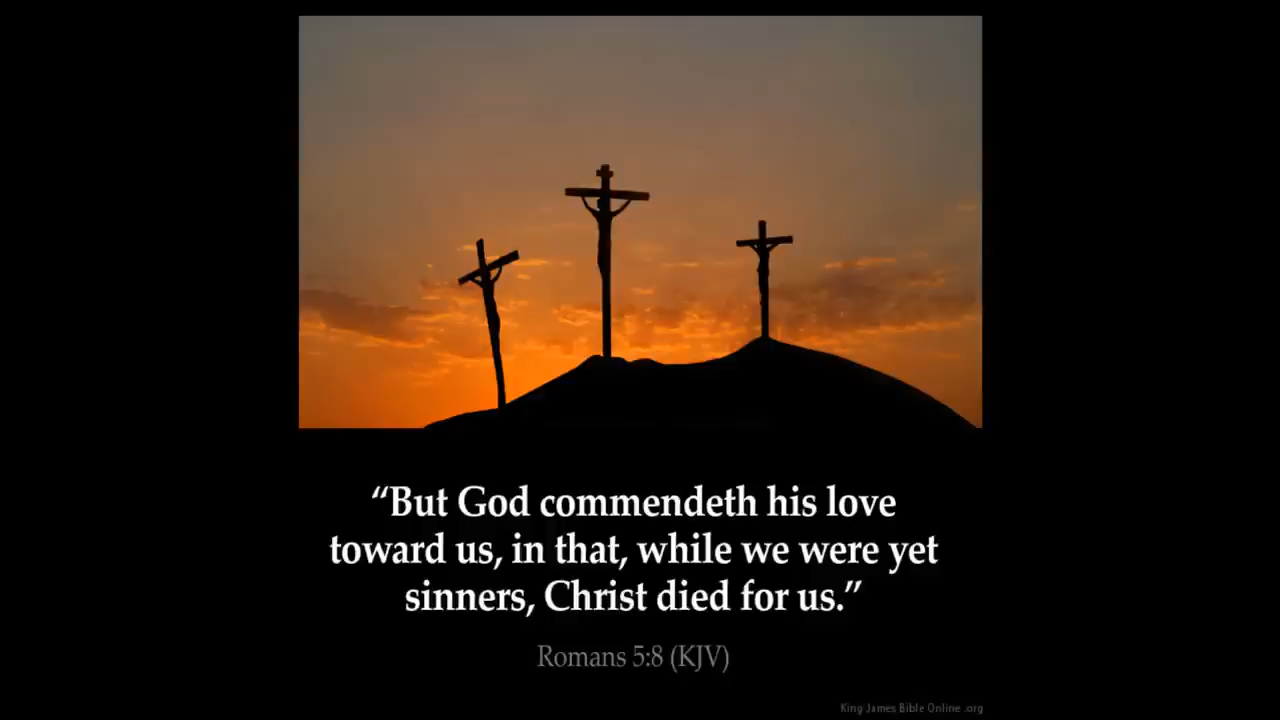 “But God commendeth his love
toward us, in that, while we were yet
sinners, Christ died for us.”
Romans 5:8 (KJV)
King James Bible Online .org